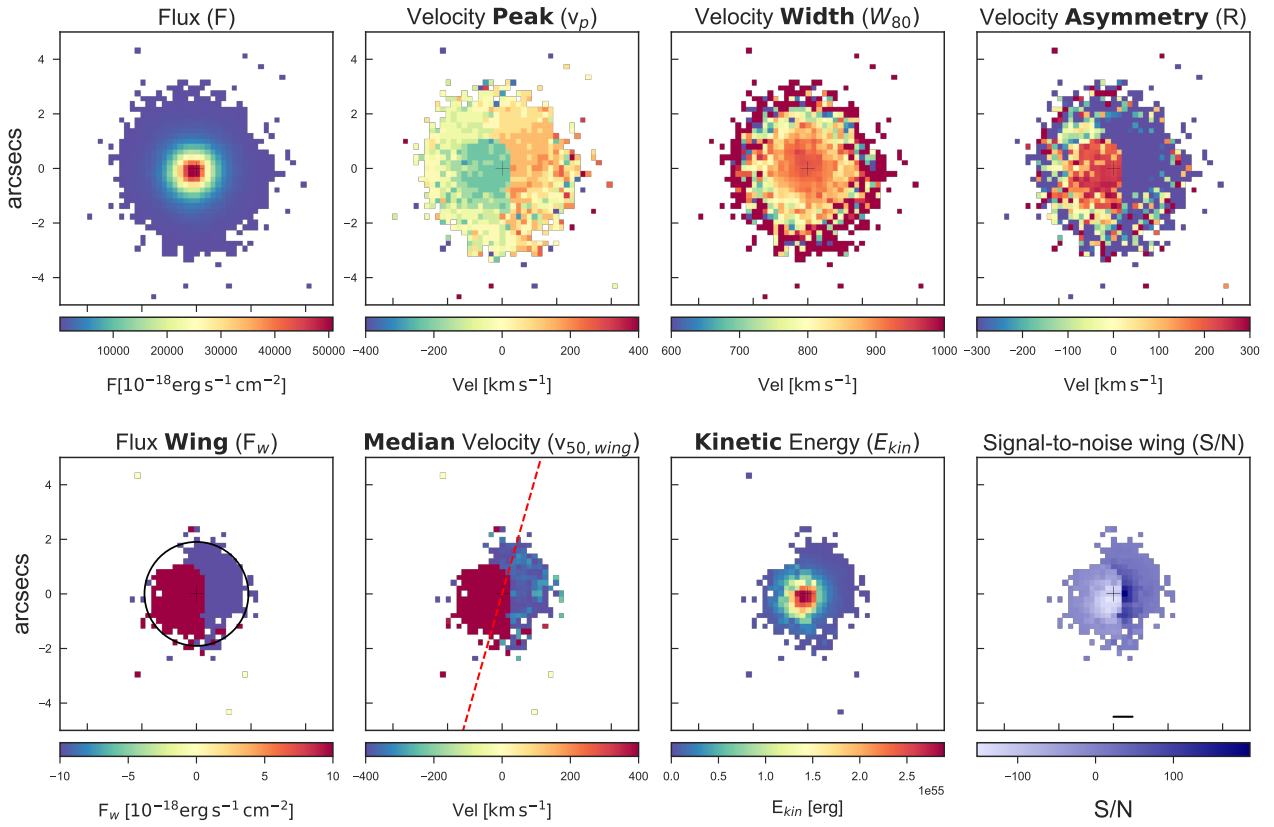 Flux (F)
Velocity Peak (v_p)
Velocity Width (W_80)
Velocity Asymmetry (R)
arcsecs
4
2
0
−2
−4
10000 20000 30000 40000 50000
−400 −200 0 200 400
600 700 800 900 1000
−300 −200 −100 0 100 200 300
F[10⁻¹⁸erg s⁻¹ cm⁻²]
Vel [km s⁻¹]
Vel [km s⁻¹]
Vel [km s⁻¹]
Flux Wing (F_w)
Median Velocity (v_50, wing)
Kinetic Energy (E_kin)
Signal-to-noise wing (S/N)
arcsecs
4
2
0
−2
−4
−10 −5 0 5 10
−400 −200 0 200 400
0.0 0.5 1.0 1.5 2.0 2.5
1e55
−100 0 100
F_w [10⁻¹⁸erg s⁻¹ cm⁻²]
Vel [km s⁻¹]
E_kin [erg]
S/N